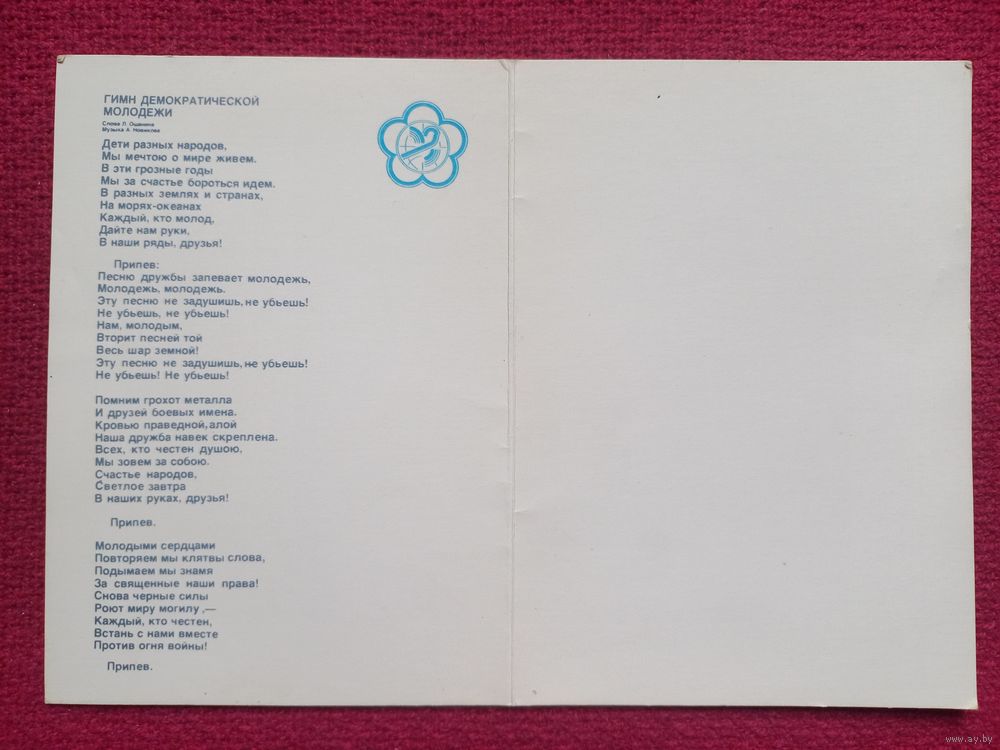 ГИМН ДЕМОКРАТИЧЕСКОЙ
МОЛОДЕЖИ
Слова Л. Ошанина
Музыка А. Новикова
Дети разных народов,
Мы мечтою о мире живем.
В эти грозные годы
Мы за счастье бороться идем.
В разных землях и странах,
На морях-океанах
Каждый, кто молод,
Дайте нам руки,
В наши ряды, друзья!
Припев:
Песню дружбы запевает молодежь,
Молодежь, молодежь.
Эту песню не задушишь, не убьешь!
Не убьешь, не убьешь!
Нам, молодым,
Вторит песней той
Весь шар земной!
Эту песню не задушишь, не убьешь!
Не убьешь! Не убьешь!
Помним грохот металла
И друзей боевых имена.
Кровью праведной, алой
Наша дружба навек скреплена.
Всех, кто честен душою,
Мы зовем за собою.
Счастье народов,
Светлое завтра
В наших руках, друзья!
Припев.
Молодыми сердцами
Повторяем мы клятвы слова,
Подымаем мы знамя
За священные наши права!
Снова черные силы
Роют миру могилу,—
Каждый, кто честен,
Встань с нами вместе
Против огня войны!
Припев.
www.ay.by